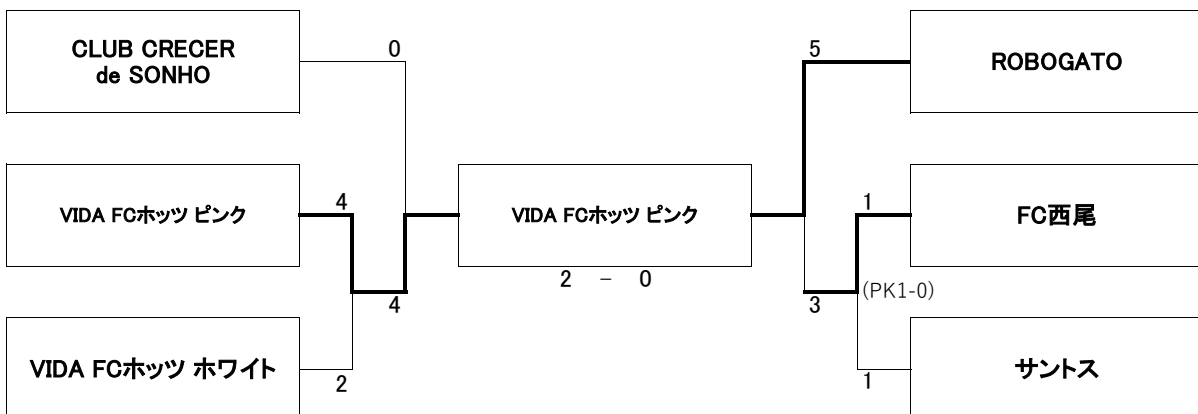 CLUB CRECER
de SONHO
0
5
ROBOGATO
VIDA FCホッツ ピンク
4
VIDA FCホッツ ピンク
1
FC西尾
2 - 0
4
3
(PK1-0)
VIDA FCホッツ ホワイト
2
1
サントス